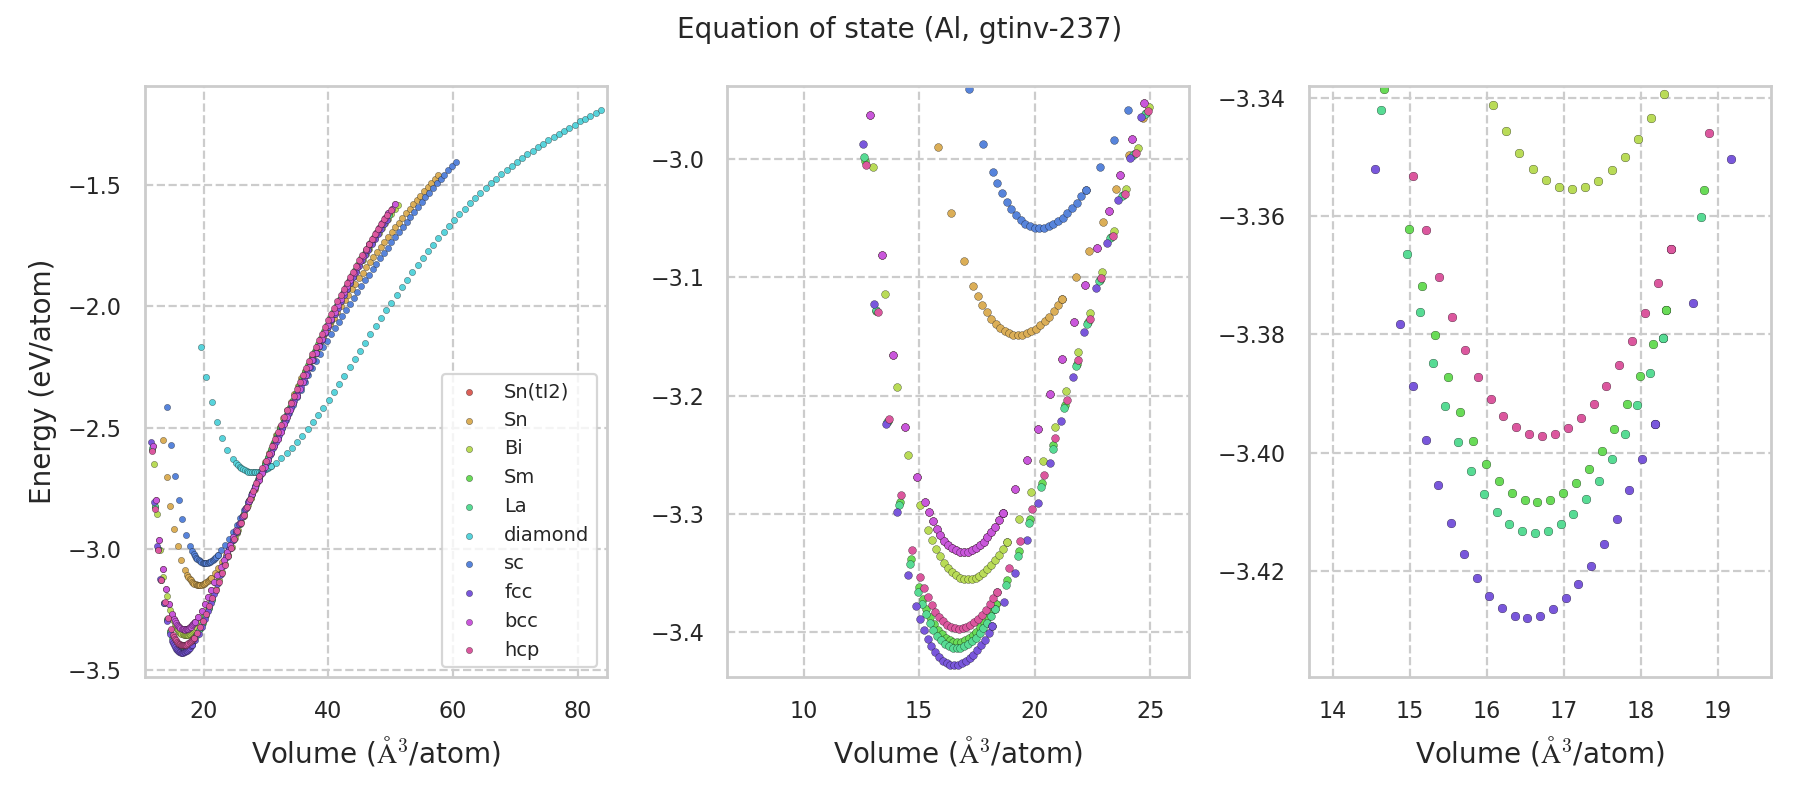 Equation of state (Al, gtinv-237)
Energy (eV/atom)
−1.5
−2.0
−2.5
−3.0
−3.5
20 40 60 80
Volume (Å³/atom)
Sn(tI2)
Sn
Bi
Sm
La
diamond
sc
fcc
bcc
hcp
−3.0
−3.1
−3.2
−3.3
−3.4
10 15 20 25
Volume (Å³/atom)
−3.34
−3.36
−3.38
−3.40
−3.42
14 15 16 17 18 19
Volume (Å³/atom)